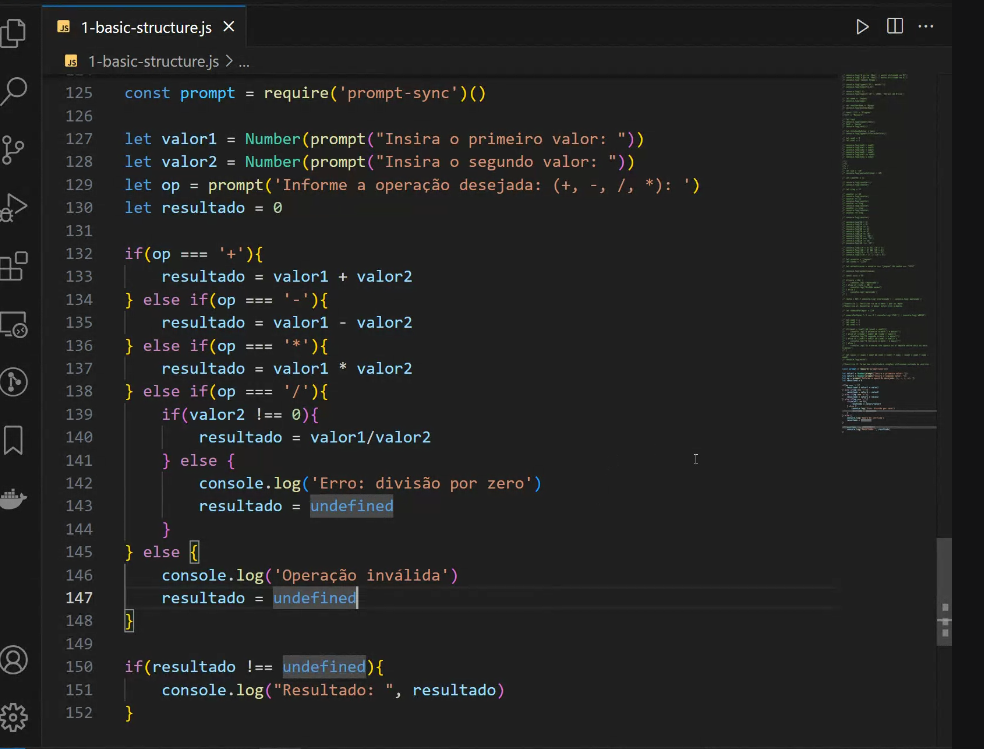 JS 1-basic-structure.js
JS 1-basic-structure.js > ...
125 const prompt = require('prompt-sync')()
126
127 let valor1 = Number(prompt("Insira o primeiro valor: "))
128 let valor2 = Number(prompt("Insira o segundo valor: "))
129 let op = prompt('Informe a operação desejada: (+, -, /, *): ')
130 let resultado = 0
131
132 if(op === '+'){
133     resultado = valor1 + valor2
134 } else if(op === '-'){
135     resultado = valor1 - valor2
136 } else if(op === '*'){
137     resultado = valor1 * valor2
138 } else if(op === '/'){
139     if(valor2 !== 0){
140         resultado = valor1/valor2
141     } else {
142         console.log('Erro: divisão por zero')
143         resultado = undefined
144     }
145 } else {
146     console.log('Operação inválida')
147     resultado = undefined
148 }
149
150 if(resultado !== undefined){
151     console.log("Resultado: ", resultado)
152 }